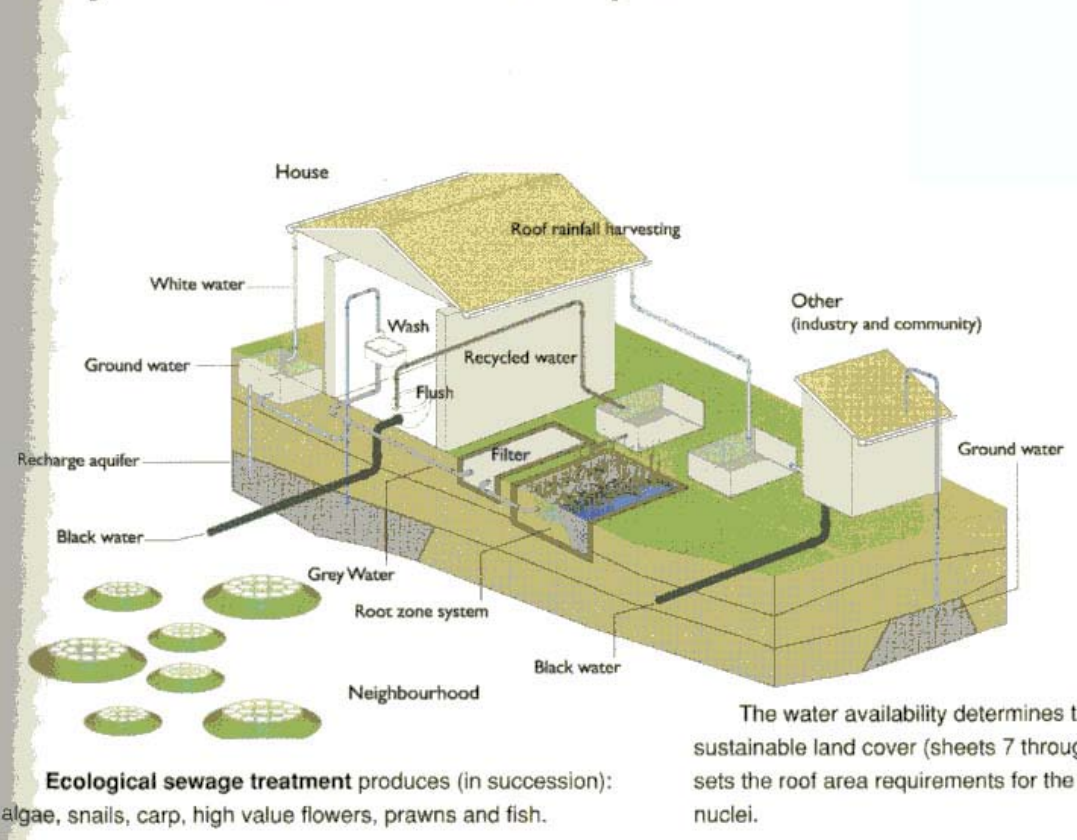 House
Roof rainfall harvesting
White water
Other
(industry and community)
Wash
Ground water
Recycled water
Flush
Filter
Ground water
Recharge aquifer
Black water
Grey Water
Root zone system
Black water
Neighbourhood
The water availability determines t
sustainable land cover (sheets 7 throug
sets the roof area requirements for the
nuclei.
Ecological sewage treatment produces (in succession):
algae, snails, carp, high value flowers, prawns and fish.